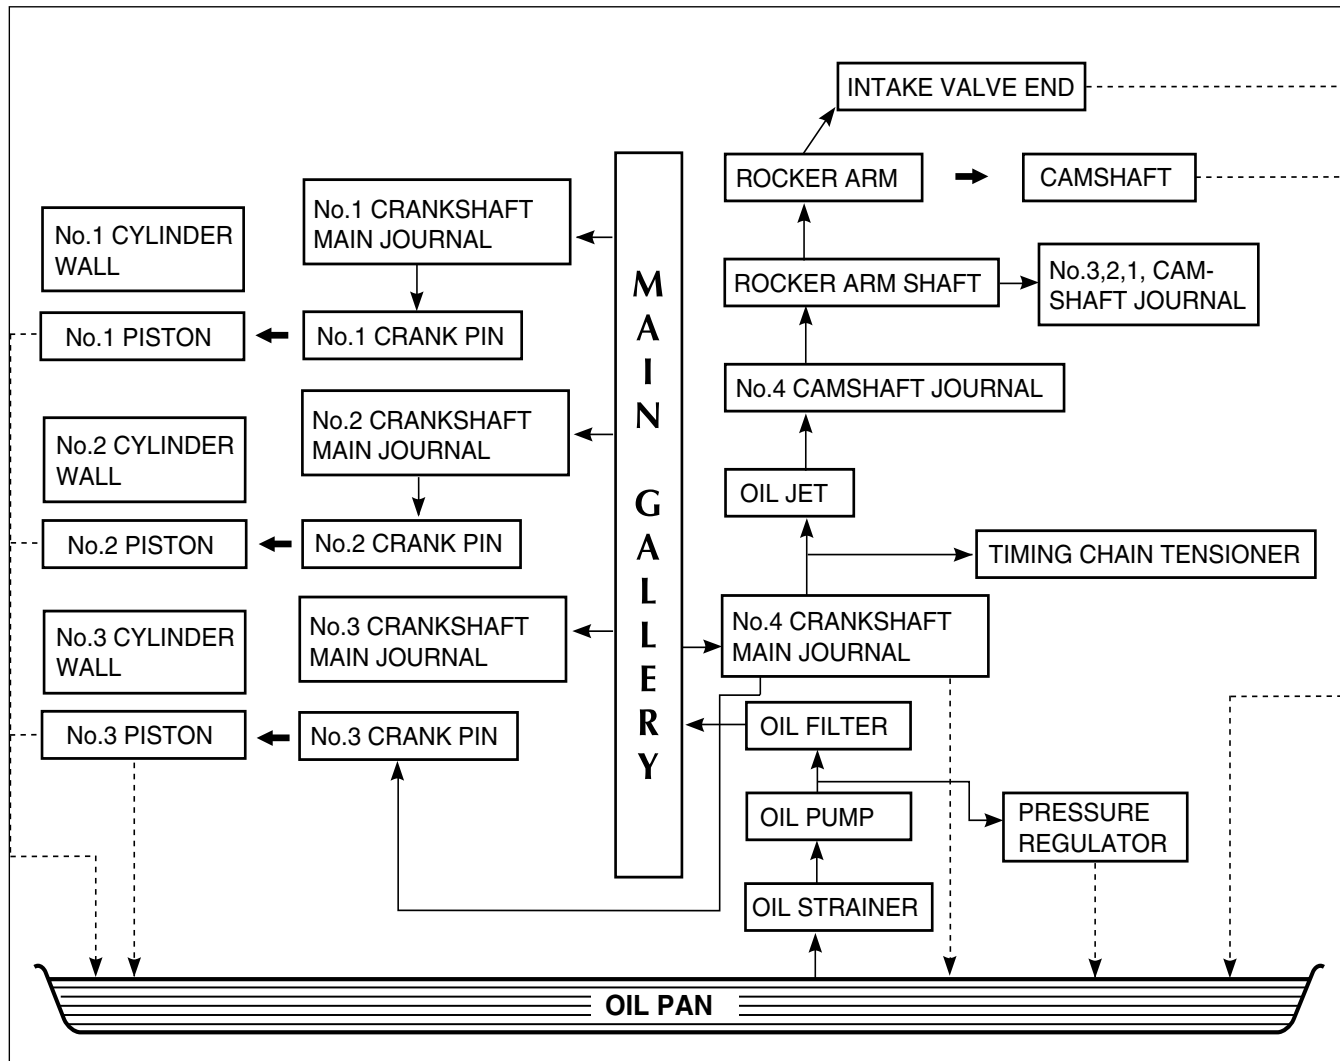 INTAKE VALVE END
ROCKER ARM
CAMSHAFT
No.1 CRANKSHAFT
MAIN JOURNAL
No.1 CYLINDER
WALL
ROCKER ARM SHAFT
No.3,2,1, CAM-
SHAFT JOURNAL
No.1 PISTON
No.1 CRANK PIN
No.4 CAMSHAFT JOURNAL
No.2 CRANKSHAFT
MAIN JOURNAL
No.2 CYLINDER
WALL
OIL JET
No.2 PISTON
No.2 CRANK PIN
TIMING CHAIN TENSIONER
MAIN GALLERY
No.3 CRANKSHAFT
MAIN JOURNAL
No.3 CYLINDER
WALL
No.4 CRANKSHAFT
MAIN JOURNAL
No.3 PISTON
No.3 CRANK PIN
OIL FILTER
OIL PUMP
PRESSURE
REGULATOR
OIL STRAINER
OIL PAN